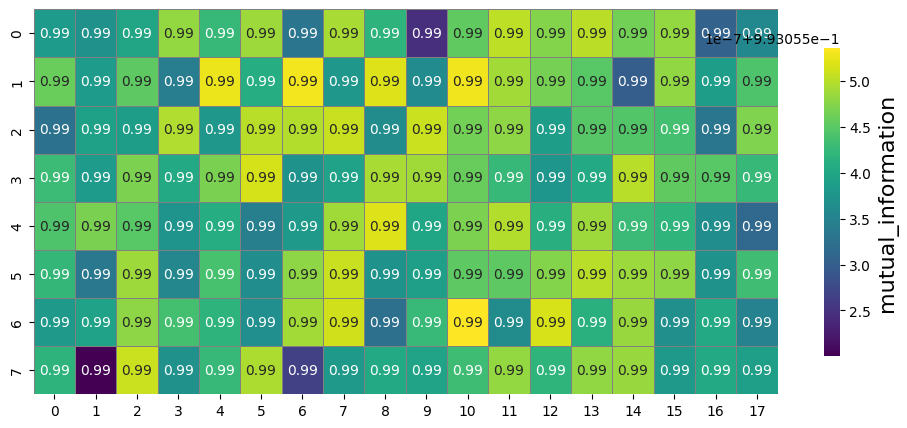 1e−7+9.93055e−1
0 0.99 0.99 0.99 0.99 0.99 0.99 0.99 0.99 0.99 0.99 0.99 0.99 0.99 0.99 0.99 0.99 0.99 0.99
1 0.99 0.99 0.99 0.99 0.99 0.99 0.99 0.99 0.99 0.99 0.99 0.99 0.99 0.99 0.99 0.99 0.99 0.99
2 0.99 0.99 0.99 0.99 0.99 0.99 0.99 0.99 0.99 0.99 0.99 0.99 0.99 0.99 0.99 0.99 0.99 0.99
3 0.99 0.99 0.99 0.99 0.99 0.99 0.99 0.99 0.99 0.99 0.99 0.99 0.99 0.99 0.99 0.99 0.99 0.99
4 0.99 0.99 0.99 0.99 0.99 0.99 0.99 0.99 0.99 0.99 0.99 0.99 0.99 0.99 0.99 0.99 0.99 0.99
5 0.99 0.99 0.99 0.99 0.99 0.99 0.99 0.99 0.99 0.99 0.99 0.99 0.99 0.99 0.99 0.99 0.99 0.99
6 0.99 0.99 0.99 0.99 0.99 0.99 0.99 0.99 0.99 0.99 0.99 0.99 0.99 0.99 0.99 0.99 0.99 0.99
7 0.99 0.99 0.99 0.99 0.99 0.99 0.99 0.99 0.99 0.99 0.99 0.99 0.99 0.99 0.99 0.99 0.99 0.99
0 1 2 3 4 5 6 7 8 9 10 11 12 13 14 15 16 17
5.0
4.5
4.0
3.5
3.0
2.5
mutual_information